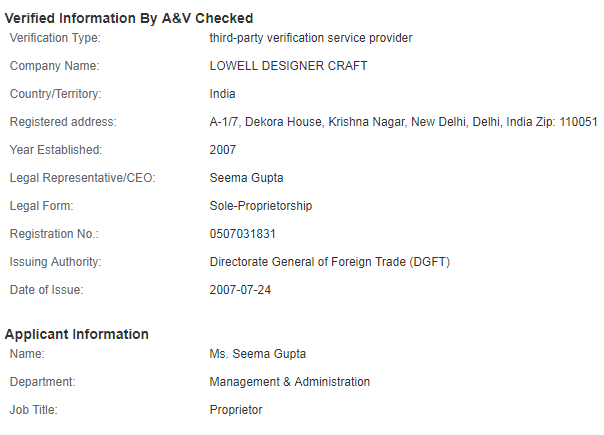 Verified Information By A&V Checked
Verification Type: third-party verification service provider
Company Name: LOWELL DESIGNER CRAFT
Country/Territory: India
Registered address: A-1/7, Dekora House, Krishna Nagar, New Delhi, Delhi, India Zip: 110051
Year Established: 2007
Legal Representative/CEO: Seema Gupta
Legal Form: Sole-Proprietorship
Registration No.: 0507031831
Issuing Authority: Directorate General of Foreign Trade (DGFT)
Date of Issue: 2007-07-24
Applicant Information
Name: Ms. Seema Gupta
Department: Management & Administration
Job Title: Proprietor